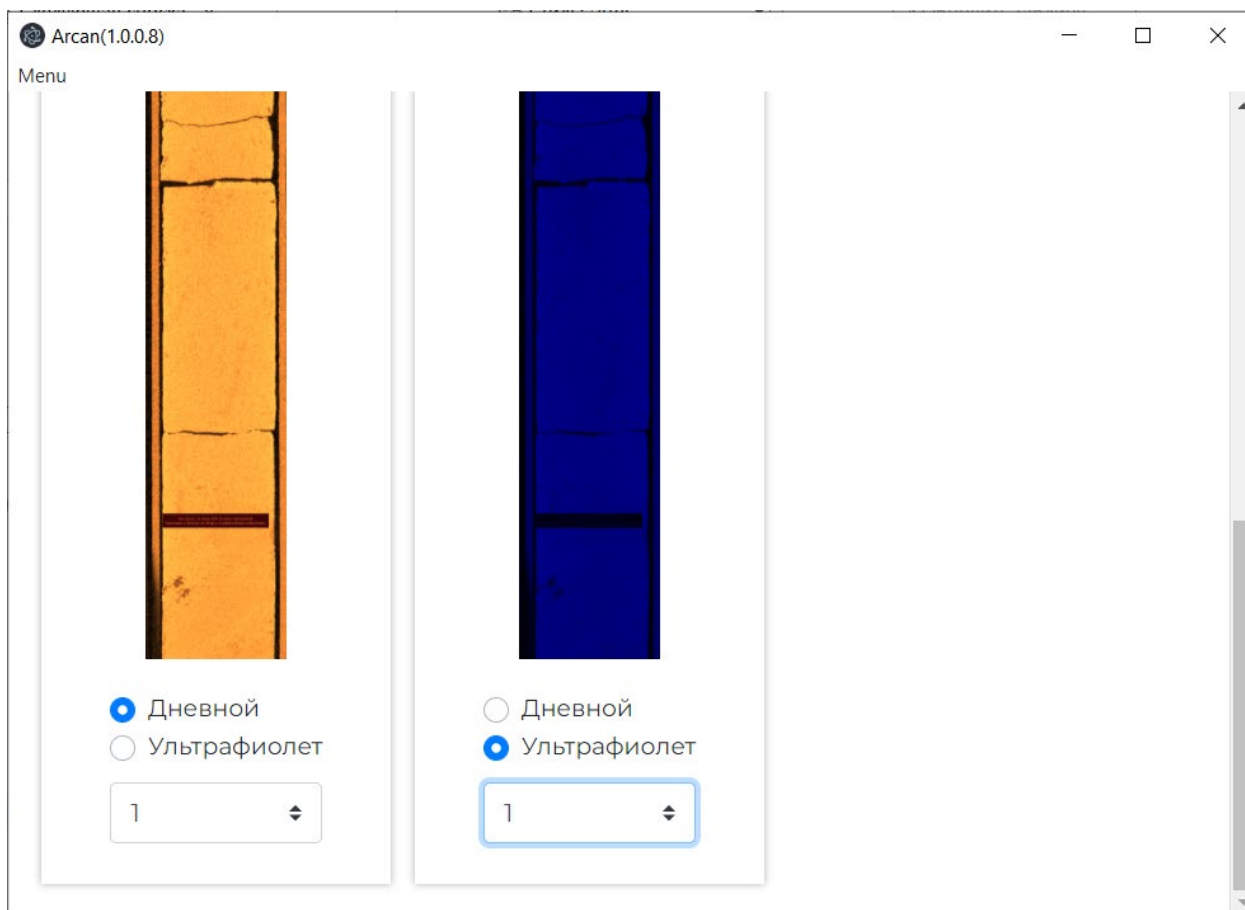 Arcan(1.0.0.8)
Menu
Дневной
Ультрафиолет
1
Дневной
Ультрафиолет
1